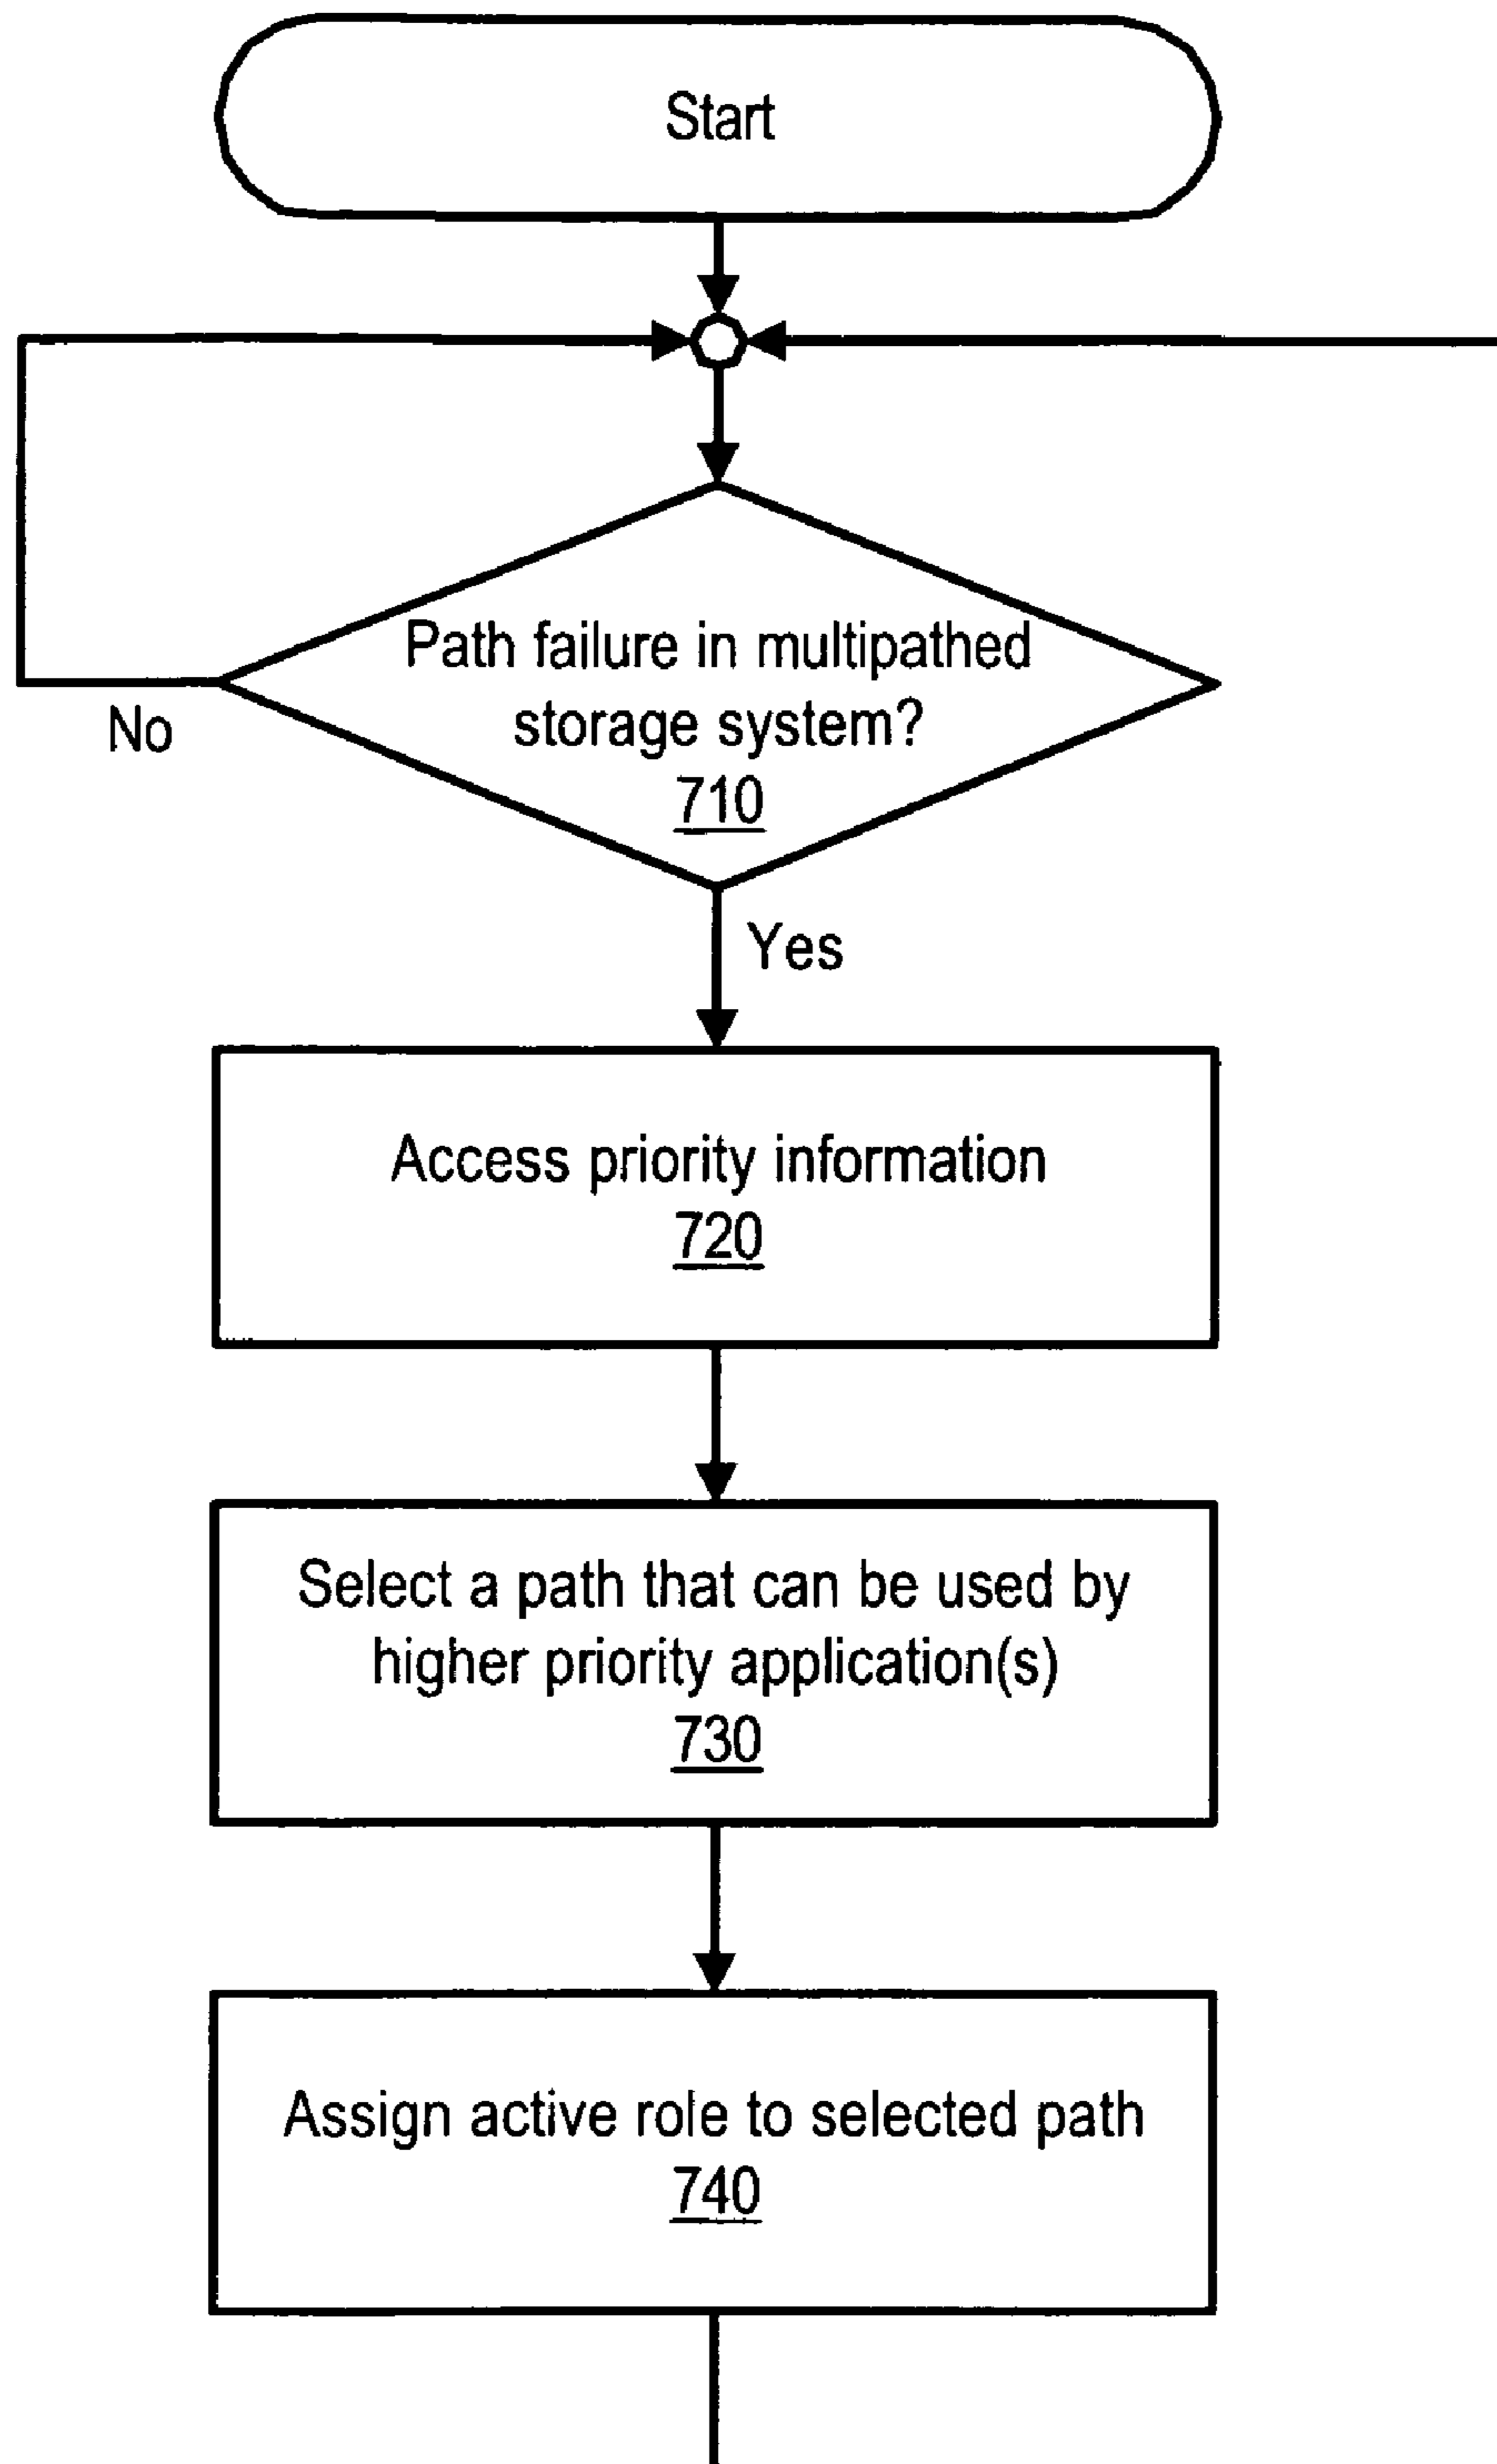 Start
Path failure in multipathed
storage system?
710
No
Yes
Access priority information
720
Select a path that can be used by
higher priority application(s)
730
Assign active role to selected path
740